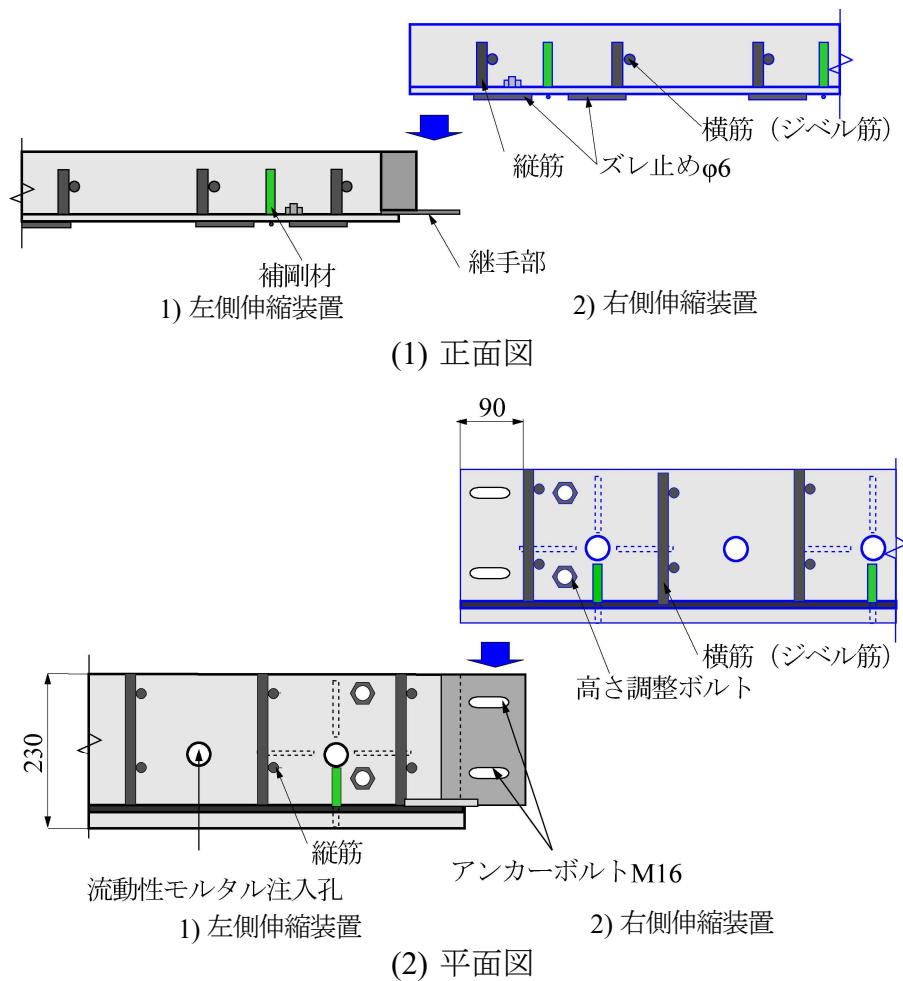 横筋（ジベル筋）
縦筋
ズレ止めφ6
補剛材
継手部
1) 左側伸縮装置
2) 右側伸縮装置
(1) 正面図
90
横筋（ジベル筋）
高さ調整ボルト
230
縦筋
アンカーボルトM16
流動性モルタル注入孔
1) 左側伸縮装置
2) 右側伸縮装置
(2) 平面図